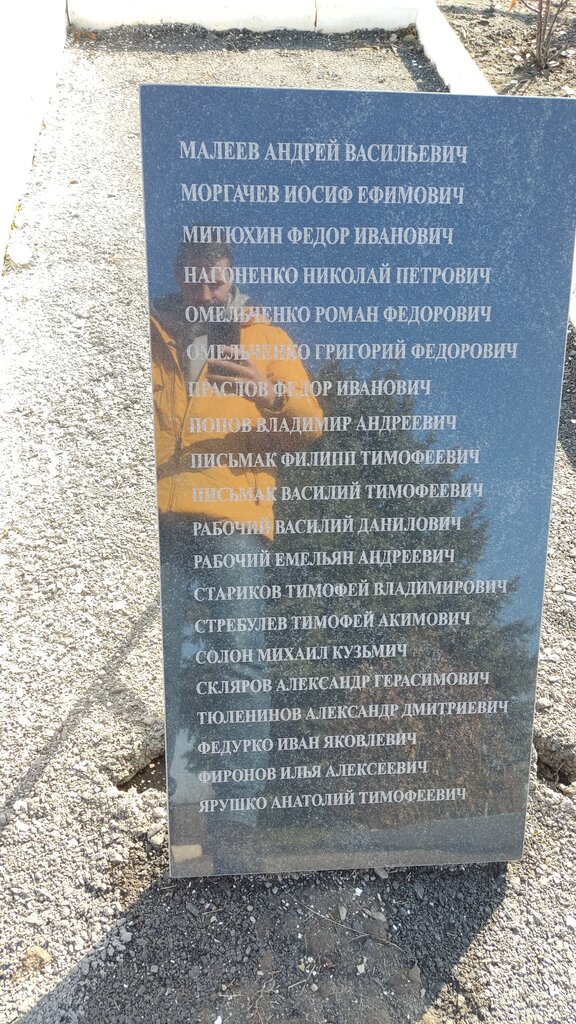 МАЛЕЕВ АНДРЕЙ ВАСИЛЬЕВИЧ
МОРГАЧЕВ ИОСИФ ЕФИМОВИЧ
МИТЮХИН ФЕДОР ИВАНОВИЧ
НАГОНЕНКО НИКОЛАЙ ПЕТРОВИЧ
ОМЕЛЬЧЕНКО РОМАН ФЕДОРОВИЧ
ОМЕЛЬЧЕНКО ГРИГОРИЙ ФЕДОРОВИЧ
ПРАСЛОВ ФЕДОР ИВАНОВИЧ
ПОПОВ ВЛАДИМИР АНДРЕЕВИЧ
ПИСЬМАК ФИЛИПП ТИМОФЕЕВИЧ
ПИСЬМАК ВАСИЛИЙ ТИМОФЕЕВИЧ
РАБОЧИЙ ВАСИЛИЙ ДАНИЛОВИЧ
РАБОЧИЙ ЕМЕЛЬЯН АНДРЕЕВИЧ
СТАРИКОВ ТИМОФЕЙ ВЛАДИМИРОВИЧ
СТРЕБУЛЕВ ТИМОФЕЙ АКИМОВИЧ
СОЛОН МИХАИЛ КУЗЬМИЧ
СКЛЯРОВ АЛЕКСАНДР ГЕРАСИМОВИЧ
ТЮЛЕНИНОВ АЛЕКСАНДР ДМИТРИЕВИЧ
ФЕДУРКО ИВАН ЯКОВЛЕВИЧ
ФИРОНОВ ИЛЬЯ АЛЕКСЕЕВИЧ
ЯРУШКО АНАТОЛИЙ ТИМОФЕЕВИЧ